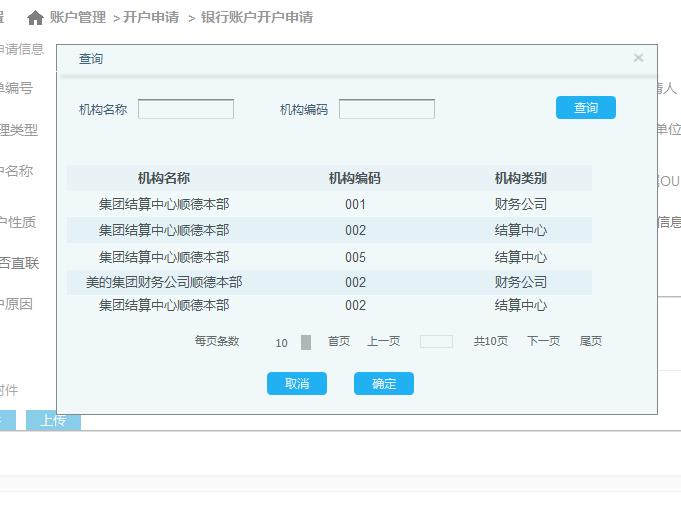 置 账户管理 > 开户申请 > 银行账户开户申请
申请信息
单编号
理类型
户名称
户性质
否直联
户原因
附件
上传
查询 ×
机构名称 机构编码 查询
机构名称 机构编码 机构类别
集团结算中心顺德本部 001 财务公司
集团结算中心顺德本部 002 结算中心
集团结算中心顺德本部 005 结算中心
美的集团财务公司顺德本部 002 财务公司
集团结算中心顺德本部 002 结算中心
每页条数 10 首页 上一页 共10页 下一页 尾页
取消 确定
请人
单位
OU
信息